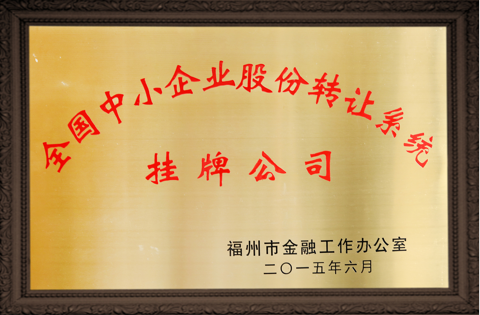 全国中小企业股份转让系统
挂牌公司
福州市金融工作办公室
二〇一五年六月